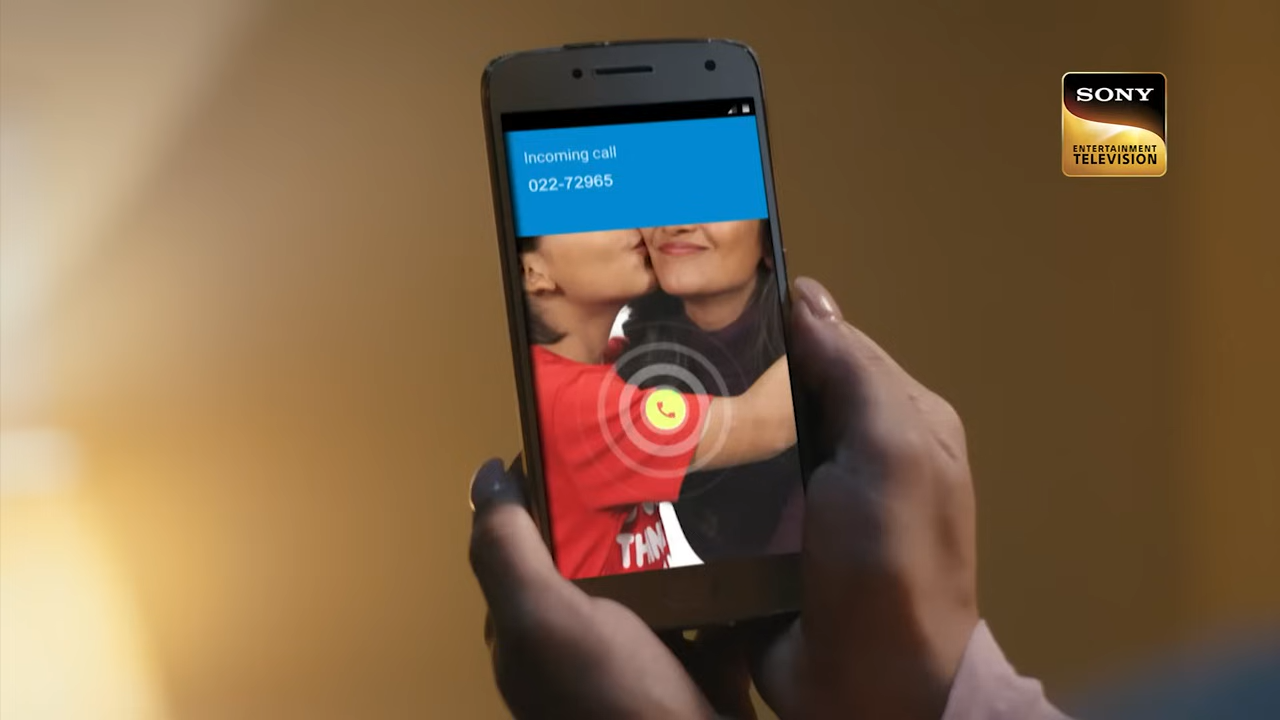 Incoming call
022-72965
SONY
ENTERTAINMENT
TELEVISION